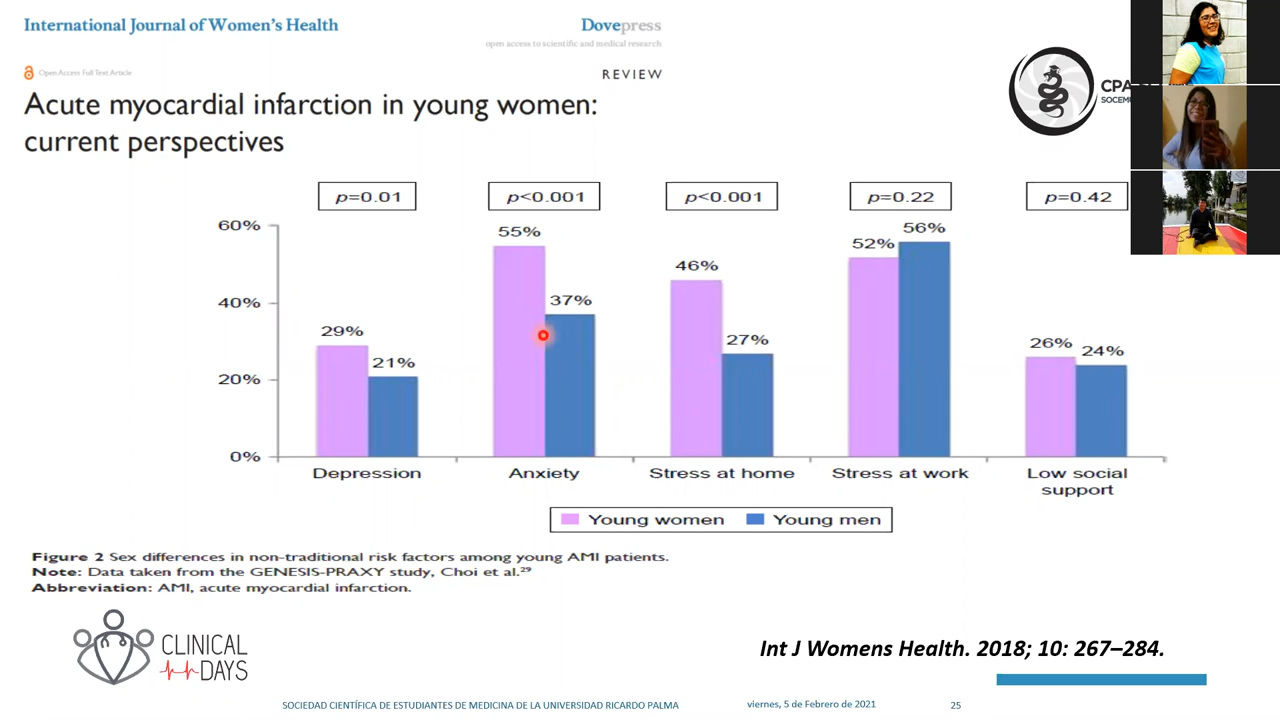 International Journal of Women's Health
Dovepress
open access to scientific and medical research
Open Access Full Text Article
REVIEW
Acute myocardial infarction in young women:
current perspectives
CPA
SOCEM
p=0.01
p<0.001
p<0.001
p=0.22
p=0.42
60%
40%
20%
0%
29%
21%
55%
37%
46%
27%
52%
56%
26%
24%
Depression
Anxiety
Stress at home
Stress at work
Low social
support
Young women
Young men
Figure 2 Sex differences in non-traditional risk factors among young AMI patients.
Note: Data taken from the GENESIS-PRAXY study, Choi et al.29
Abbreviation: AMI, acute myocardial infarction.
CLINICAL
DAYS
Int J Womens Health. 2018; 10: 267–284.
SOCIEDAD CIENTÍFICA DE ESTUDIANTES DE MEDICINA DE LA UNIVERSIDAD RICARDO PALMA
viernes, 5 de Febrero de 2021
25